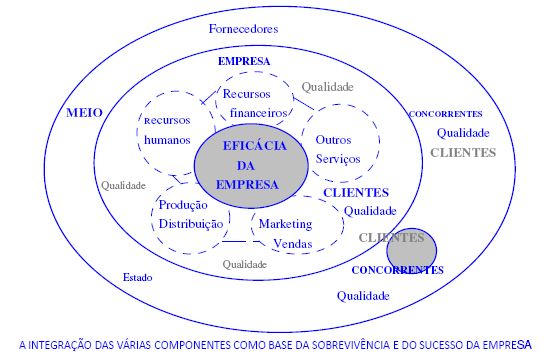 Fornecedores
EMPRESA
Qualidade
Recursos
financeiros
MEIO
CONCORRENTES
Recursos
humanos
Qualidade
Outros
Serviços
CLIENTES
EFICÁCIA
DA
EMPRESA
Qualidade
CLIENTES
Produção
Distribuição
Qualidade
Marketing
Vendas
CLIENTES
Qualidade
CONCORRENTES
Estado
Qualidade
A INTEGRAÇÃO DAS VÁRIAS COMPONENTES COMO BASE DA SOBREVIVÊNCIA E DO SUCESSO DA EMPRESA